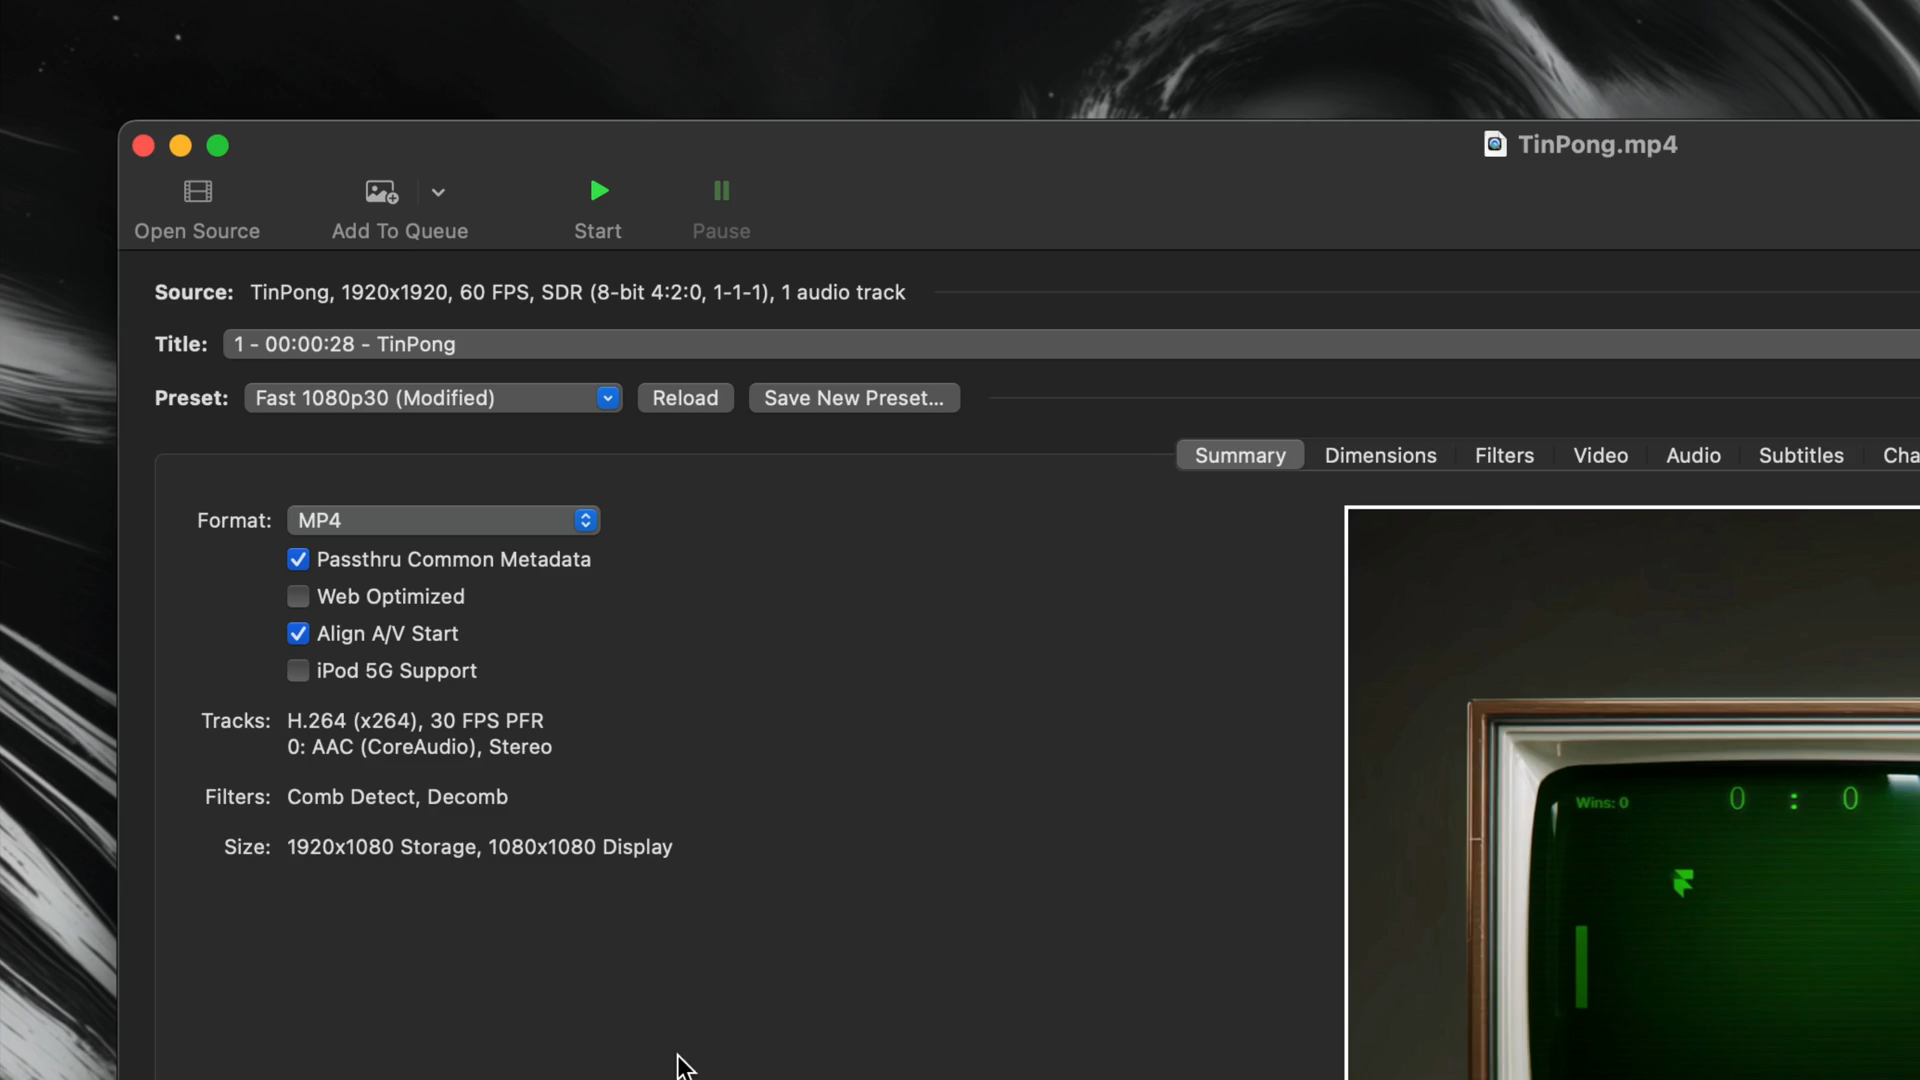 TinPong.mp4
Open Source
Add To Queue
Start
Pause
Source: TinPong, 1920x1920, 60 FPS, SDR (8-bit 4:2:0, 1-1-1), 1 audio track
Title: 1 - 00:00:28 - TinPong
Preset: Fast 1080p30 (Modified) Reload Save New Preset...
Summary Dimensions Filters Video Audio Subtitles Cha
Format: MP4
Passthru Common Metadata
Web Optimized
Align A/V Start
iPod 5G Support
Tracks: H.264 (x264), 30 FPS PFR
0: AAC (CoreAudio), Stereo
Filters: Comb Detect, Decomb
Size: 1920x1080 Storage, 1080x1080 Display
Wins: 0 0 : 0